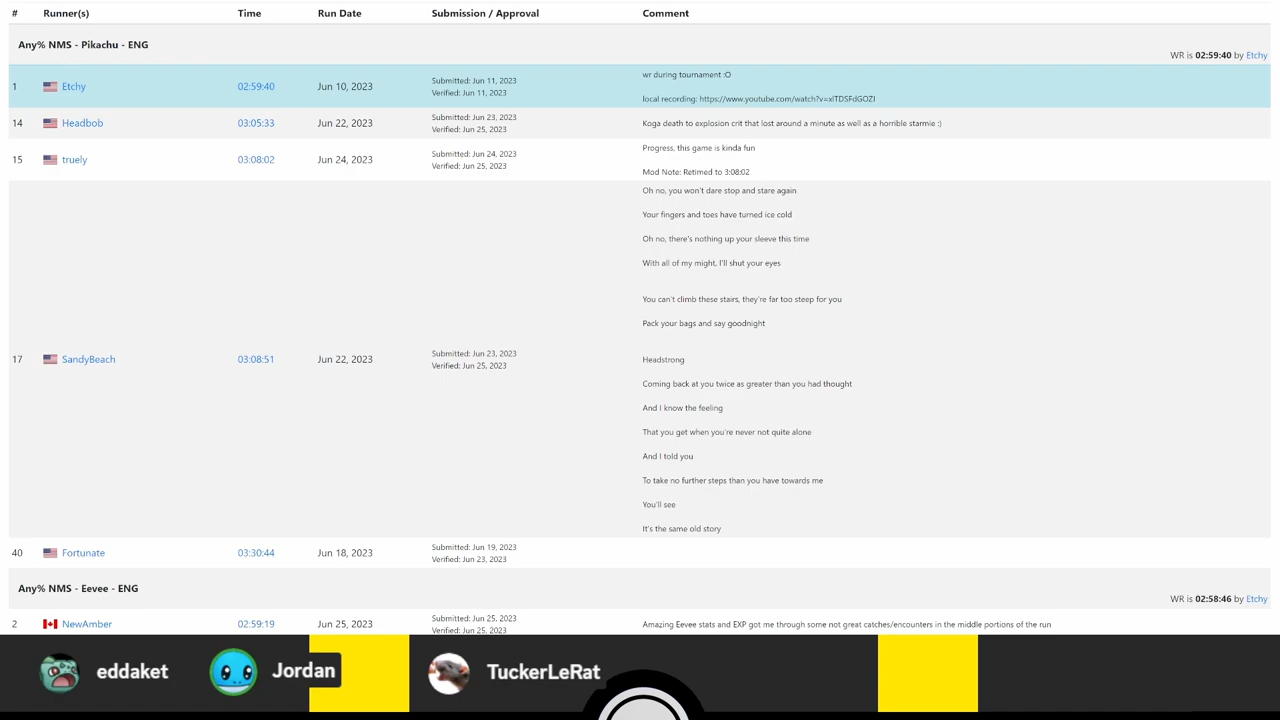 # Runner(s) Time Run Date Submission / Approval Comment
Any% NMS - Pikachu - ENG
WR is 02:59:40 by Etchy
1 Etchy 02:59:40 Jun 10, 2023 Submitted: Jun 11, 2023 Verified: Jun 11, 2023
wr during tournament :O
local recording: https://www.youtube.com/watch?v=xlTDSFdGOZI
14 Headbob 03:05:33 Jun 22, 2023 Submitted: Jun 23, 2023 Verified: Jun 25, 2023
Koga death to explosion crit that lost around a minute as well as a horrible starmie :)
15 truely 03:08:02 Jun 24, 2023 Submitted: Jun 24, 2023 Verified: Jun 25, 2023
Progress, this game is kinda fun
Mod Note: Retimed to 3:08:02
17 SandyBeach 03:08:51 Jun 22, 2023 Submitted: Jun 23, 2023 Verified: Jun 25, 2023
Oh no, you won't dare stop and stare again
Your fingers and toes have turned ice cold
Oh no, there's nothing up your sleeve this time
With all of my might, I'll shut your eyes
You can't climb these stairs, they're far too steep for you
Pack your bags and say goodnight
Headstrong
Coming back at you twice as greater than you had thought
And I know the feeling
That you get when you're never not quite alone
And I told you
To take no further steps than you have towards me
You'll see
It's the same old story
40 Fortunate 03:30:44 Jun 18, 2023 Submitted: Jun 19, 2023 Verified: Jun 23, 2023
Any% NMS - Eevee - ENG
WR is 02:58:46 by Etchy
2 NewAmber 02:59:19 Jun 25, 2023 Submitted: Jun 25, 2023 Verified: Jun 25, 2023
Amazing Eevee stats and EXP got me through some not great catches/encounters in the middle portions of the run
eddaket Jordan TuckerLeRat